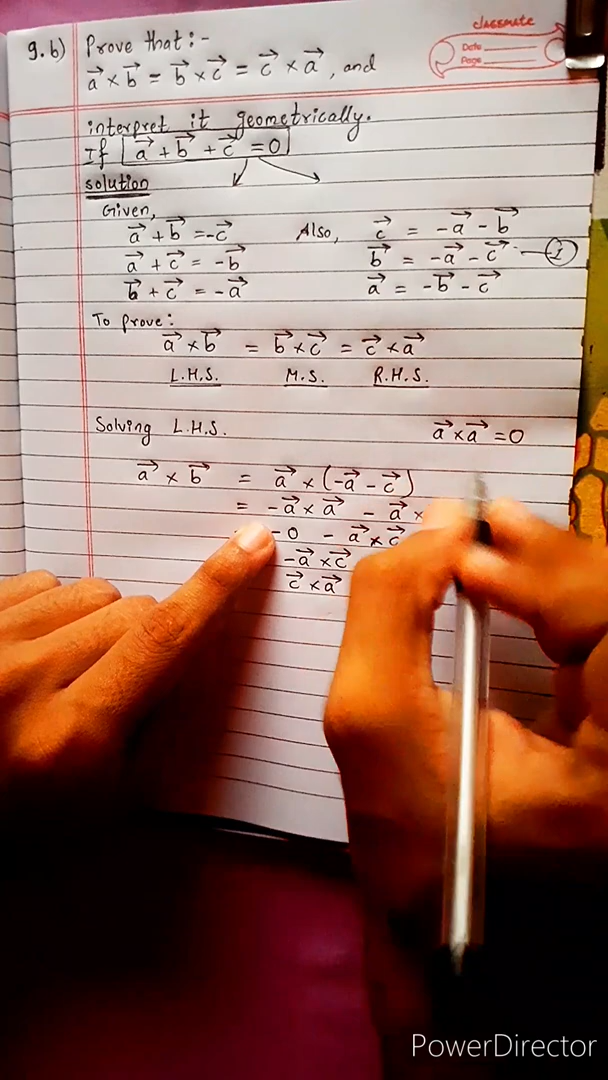 classmate
Date
Page
9.b) Prove that:-
a⃗ × b⃗ = b⃗ × c⃗ = c⃗ × a⃗, and
interpret it geometrically.
If a⃗ + b⃗ + c⃗ = 0
solution
Given,
a⃗ + b⃗ = -c⃗ Also, c⃗ = -a⃗ - b⃗
a⃗ + c⃗ = -b⃗ b⃗ = -a⃗ - c⃗ - I
b⃗ + c⃗ = -a⃗ a⃗ = -b⃗ - c⃗
To prove:
a⃗ × b⃗ = b⃗ × c⃗ = c⃗ × a⃗
L.H.S. M.S. R.H.S.
Solving L.H.S. a⃗ × a⃗ = 0
a⃗ × b⃗ = a⃗ × (-a⃗ - c⃗)
= -a⃗ × a⃗ - a⃗ ×
-0 - a⃗ × c⃗
-a⃗ × c⃗
c⃗ × a⃗
PowerDirector